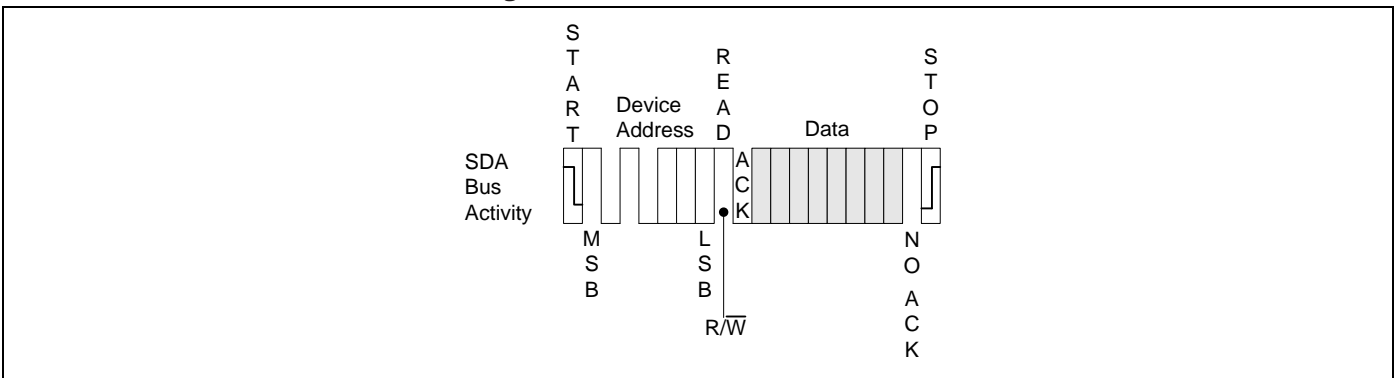 START
Device
Address
READ
Data
STOP
SDA
Bus
Activity
ACK
MSB
LSB
R/W̅
NO ACK